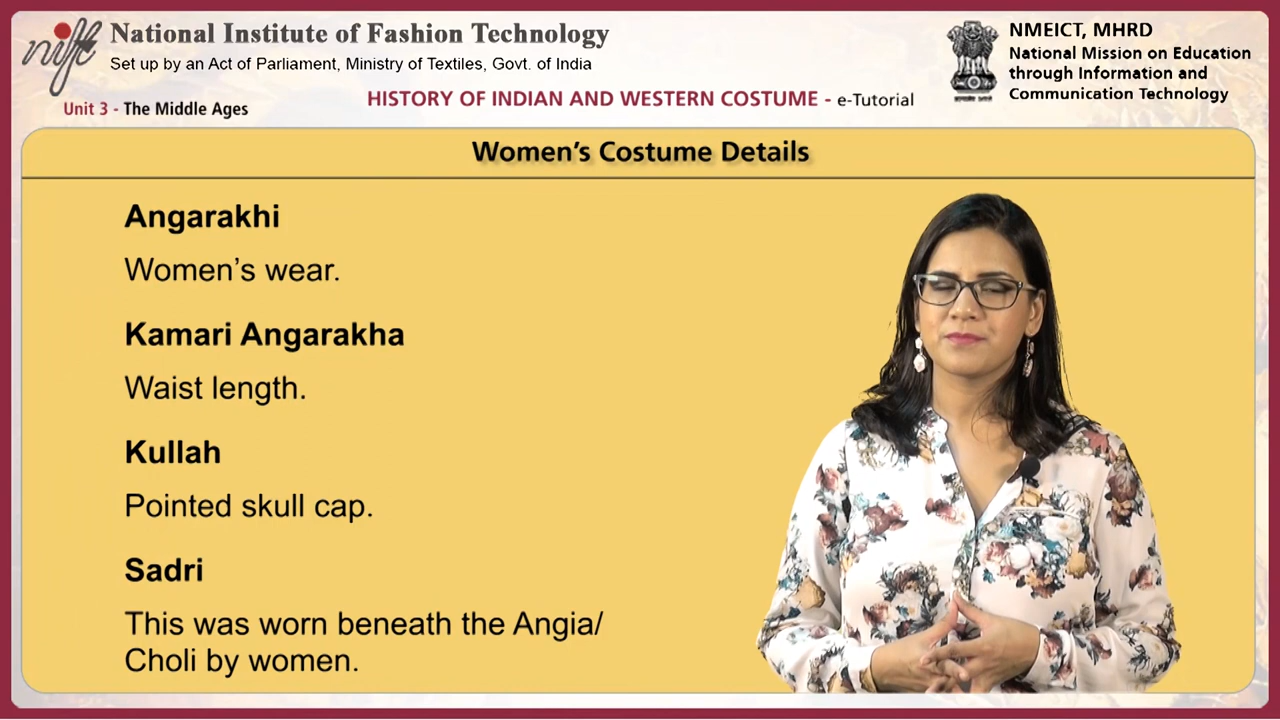 nift
National Institute of Fashion Technology
Set up by an Act of Parliament, Ministry of Textiles, Govt. of India
Unit 3 - The Middle Ages
HISTORY OF INDIAN AND WESTERN COSTUME - e-Tutorial
NMEICT, MHRD
National Mission on Education
through Information and
Communication Technology
Women's Costume Details
Angarakhi
Women's wear.
Kamari Angarakha
Waist length.
Kullah
Pointed skull cap.
Sadri
This was worn beneath the Angia/
Choli by women.